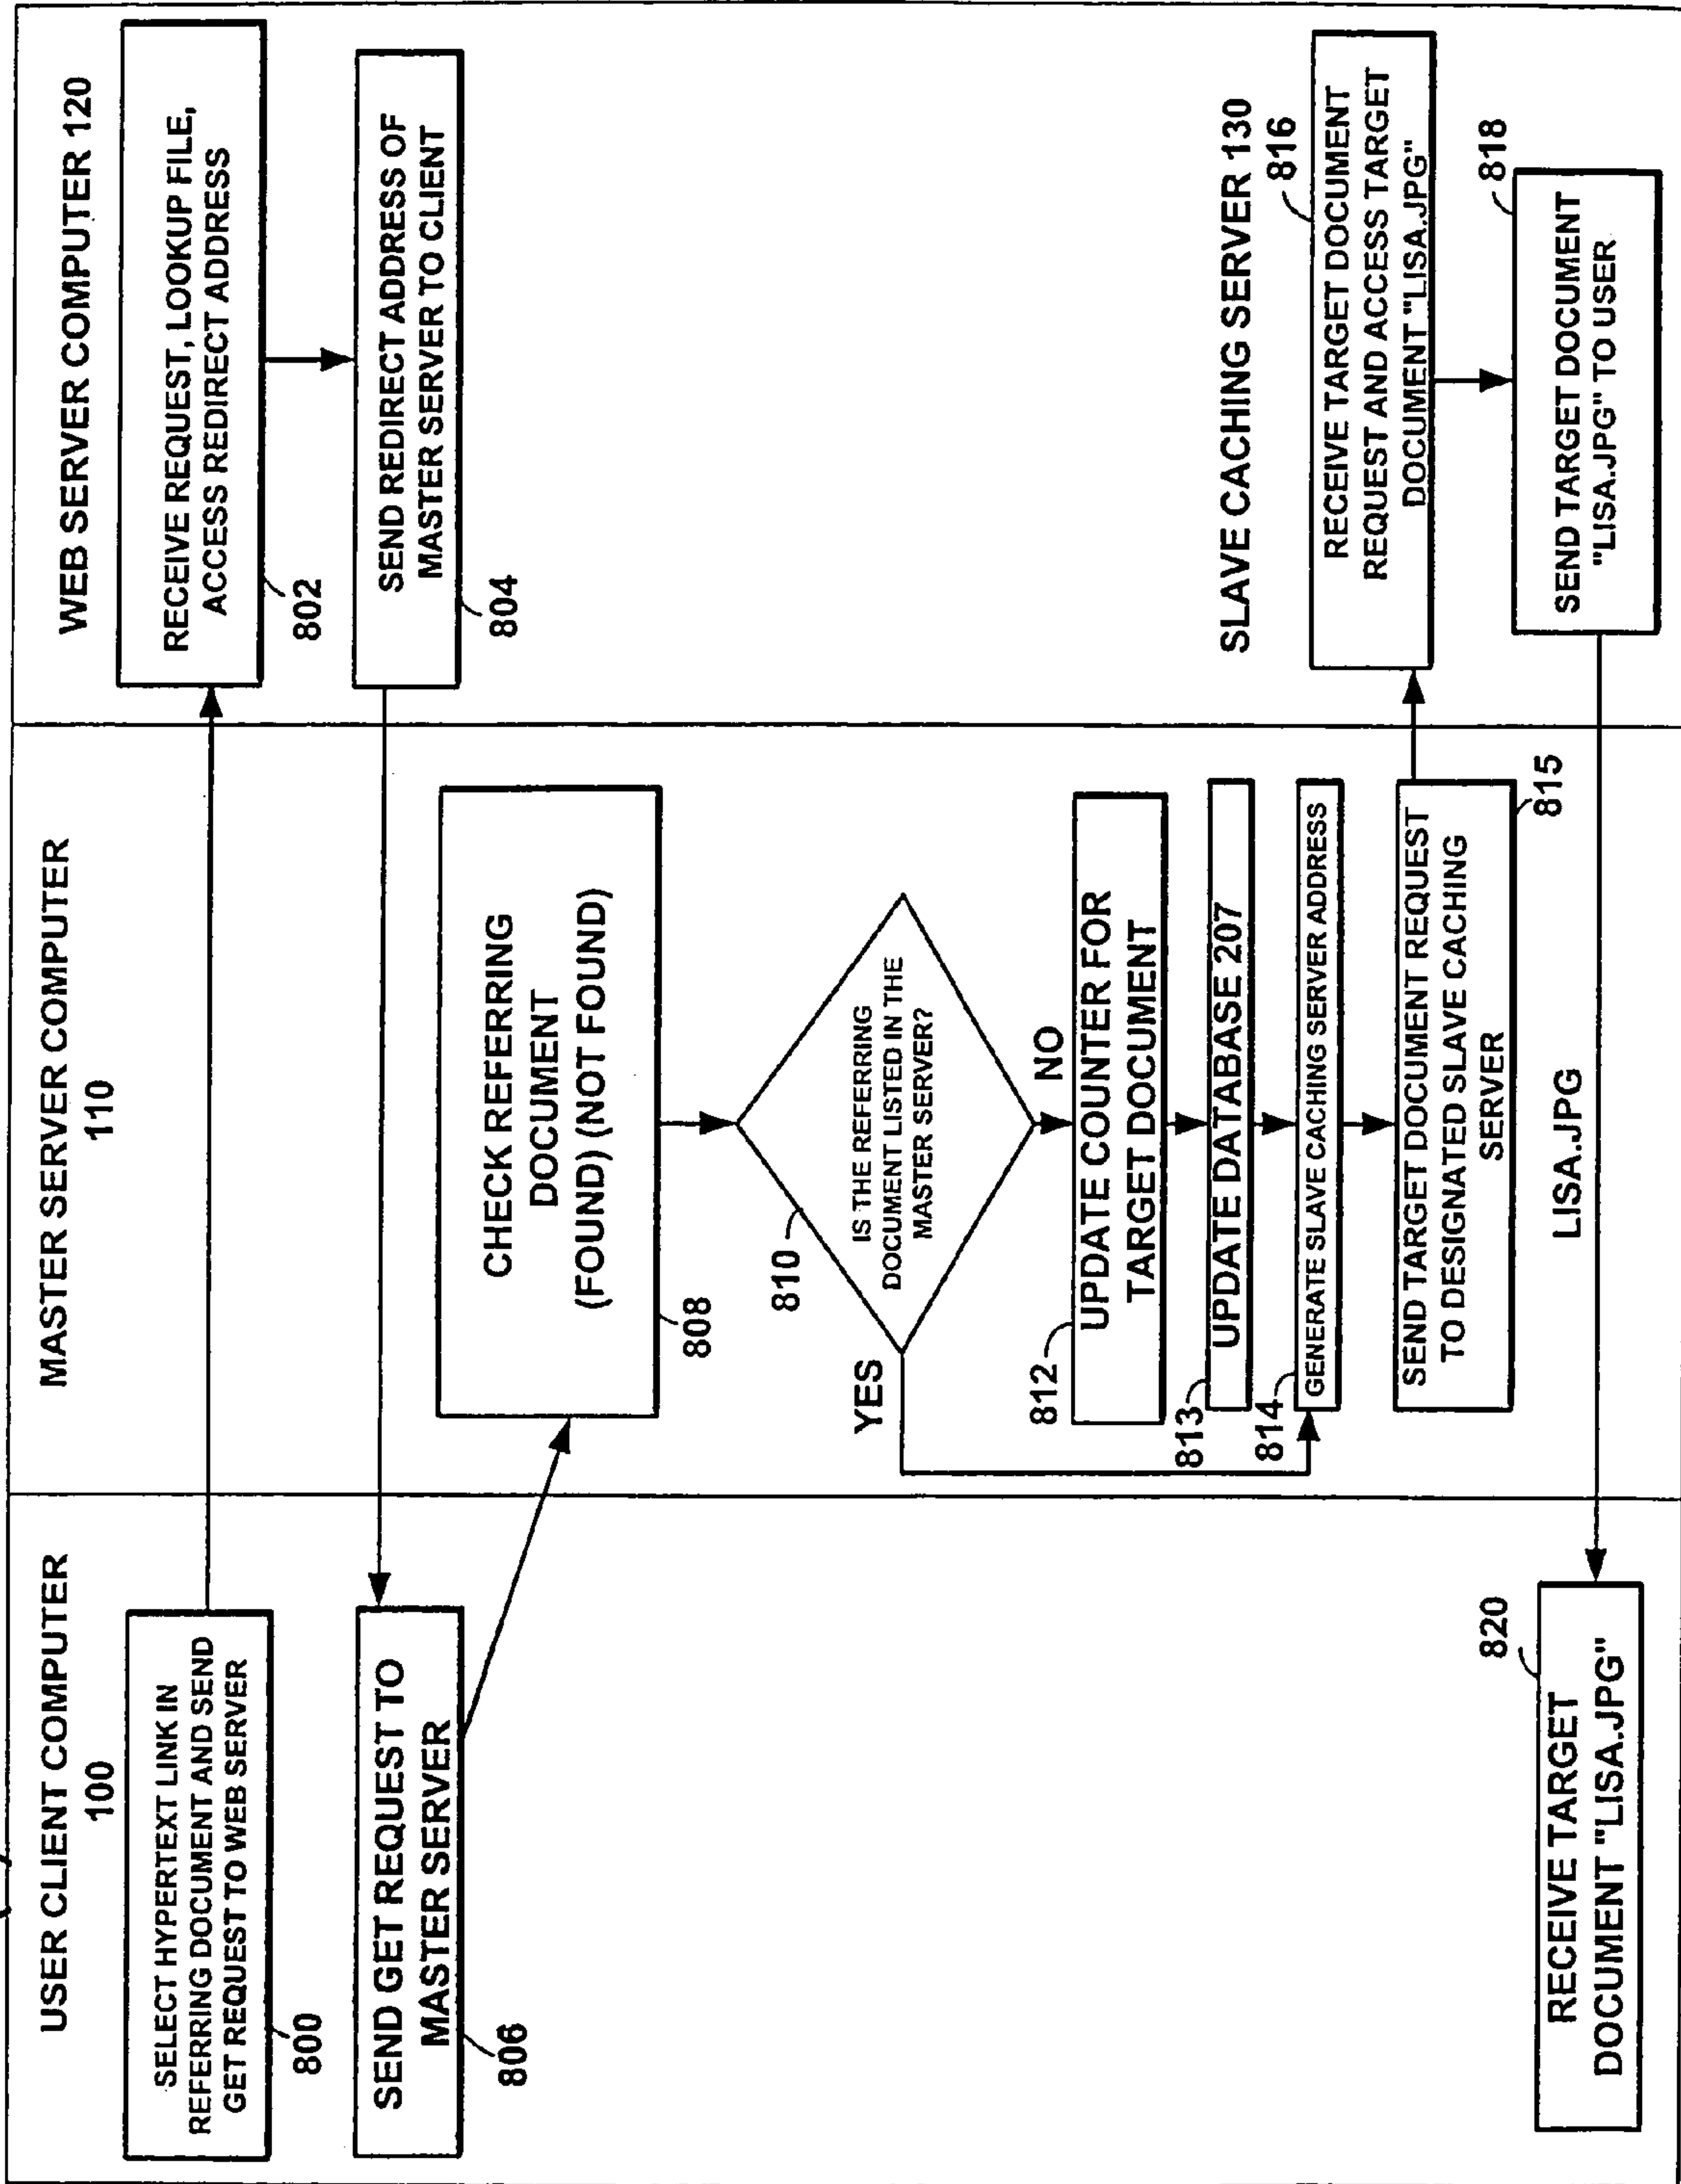 USER CLIENT COMPUTER
100
SELECT HYPERTEXT LINK IN
REFERRING DOCUMENT AND SEND
GET REQUEST TO WEB SERVER
800
SEND GET REQUEST TO
MASTER SERVER
806
RECEIVE TARGET
DOCUMENT "LISA.JPG"
820
MASTER SERVER COMPUTER
110
CHECK REFERRING
DOCUMENT
(FOUND) (NOT FOUND)
808
IS THE REFERRING
DOCUMENT LISTED IN THE
MASTER SERVER?
810
YES
NO
UPDATE COUNTER FOR
TARGET DOCUMENT
812
UPDATE DATABASE 207
813
GENERATE SLAVE CACHING SERVER ADDRESS
814
SEND TARGET DOCUMENT REQUEST
TO DESIGNATED SLAVE CACHING
SERVER
815
LISA.JPG
WEB SERVER COMPUTER 120
RECEIVE REQUEST, LOOKUP FILE,
ACCESS REDIRECT ADDRESS
802
SEND REDIRECT ADDRESS OF
MASTER SERVER TO CLIENT
804
SLAVE CACHING SERVER 130
816
RECEIVE TARGET DOCUMENT
REQUEST AND ACCESS TARGET
DOCUMENT "LISA.JPG"
818
SEND TARGET DOCUMENT
"LISA.JPG" TO USER